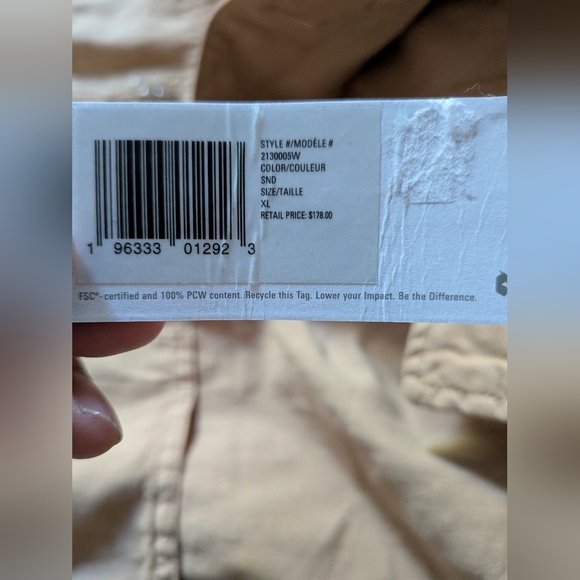 STYLE #/MODÈLE #
2130005W
COLOR/COULEUR
SND
SIZE/TAILLE
XL
RETAIL PRICE: $178.00
1 96333 01292 3
FSC®-certified and 100% PCW content. Recycle this Tag. Lower your Impact. Be the Difference.